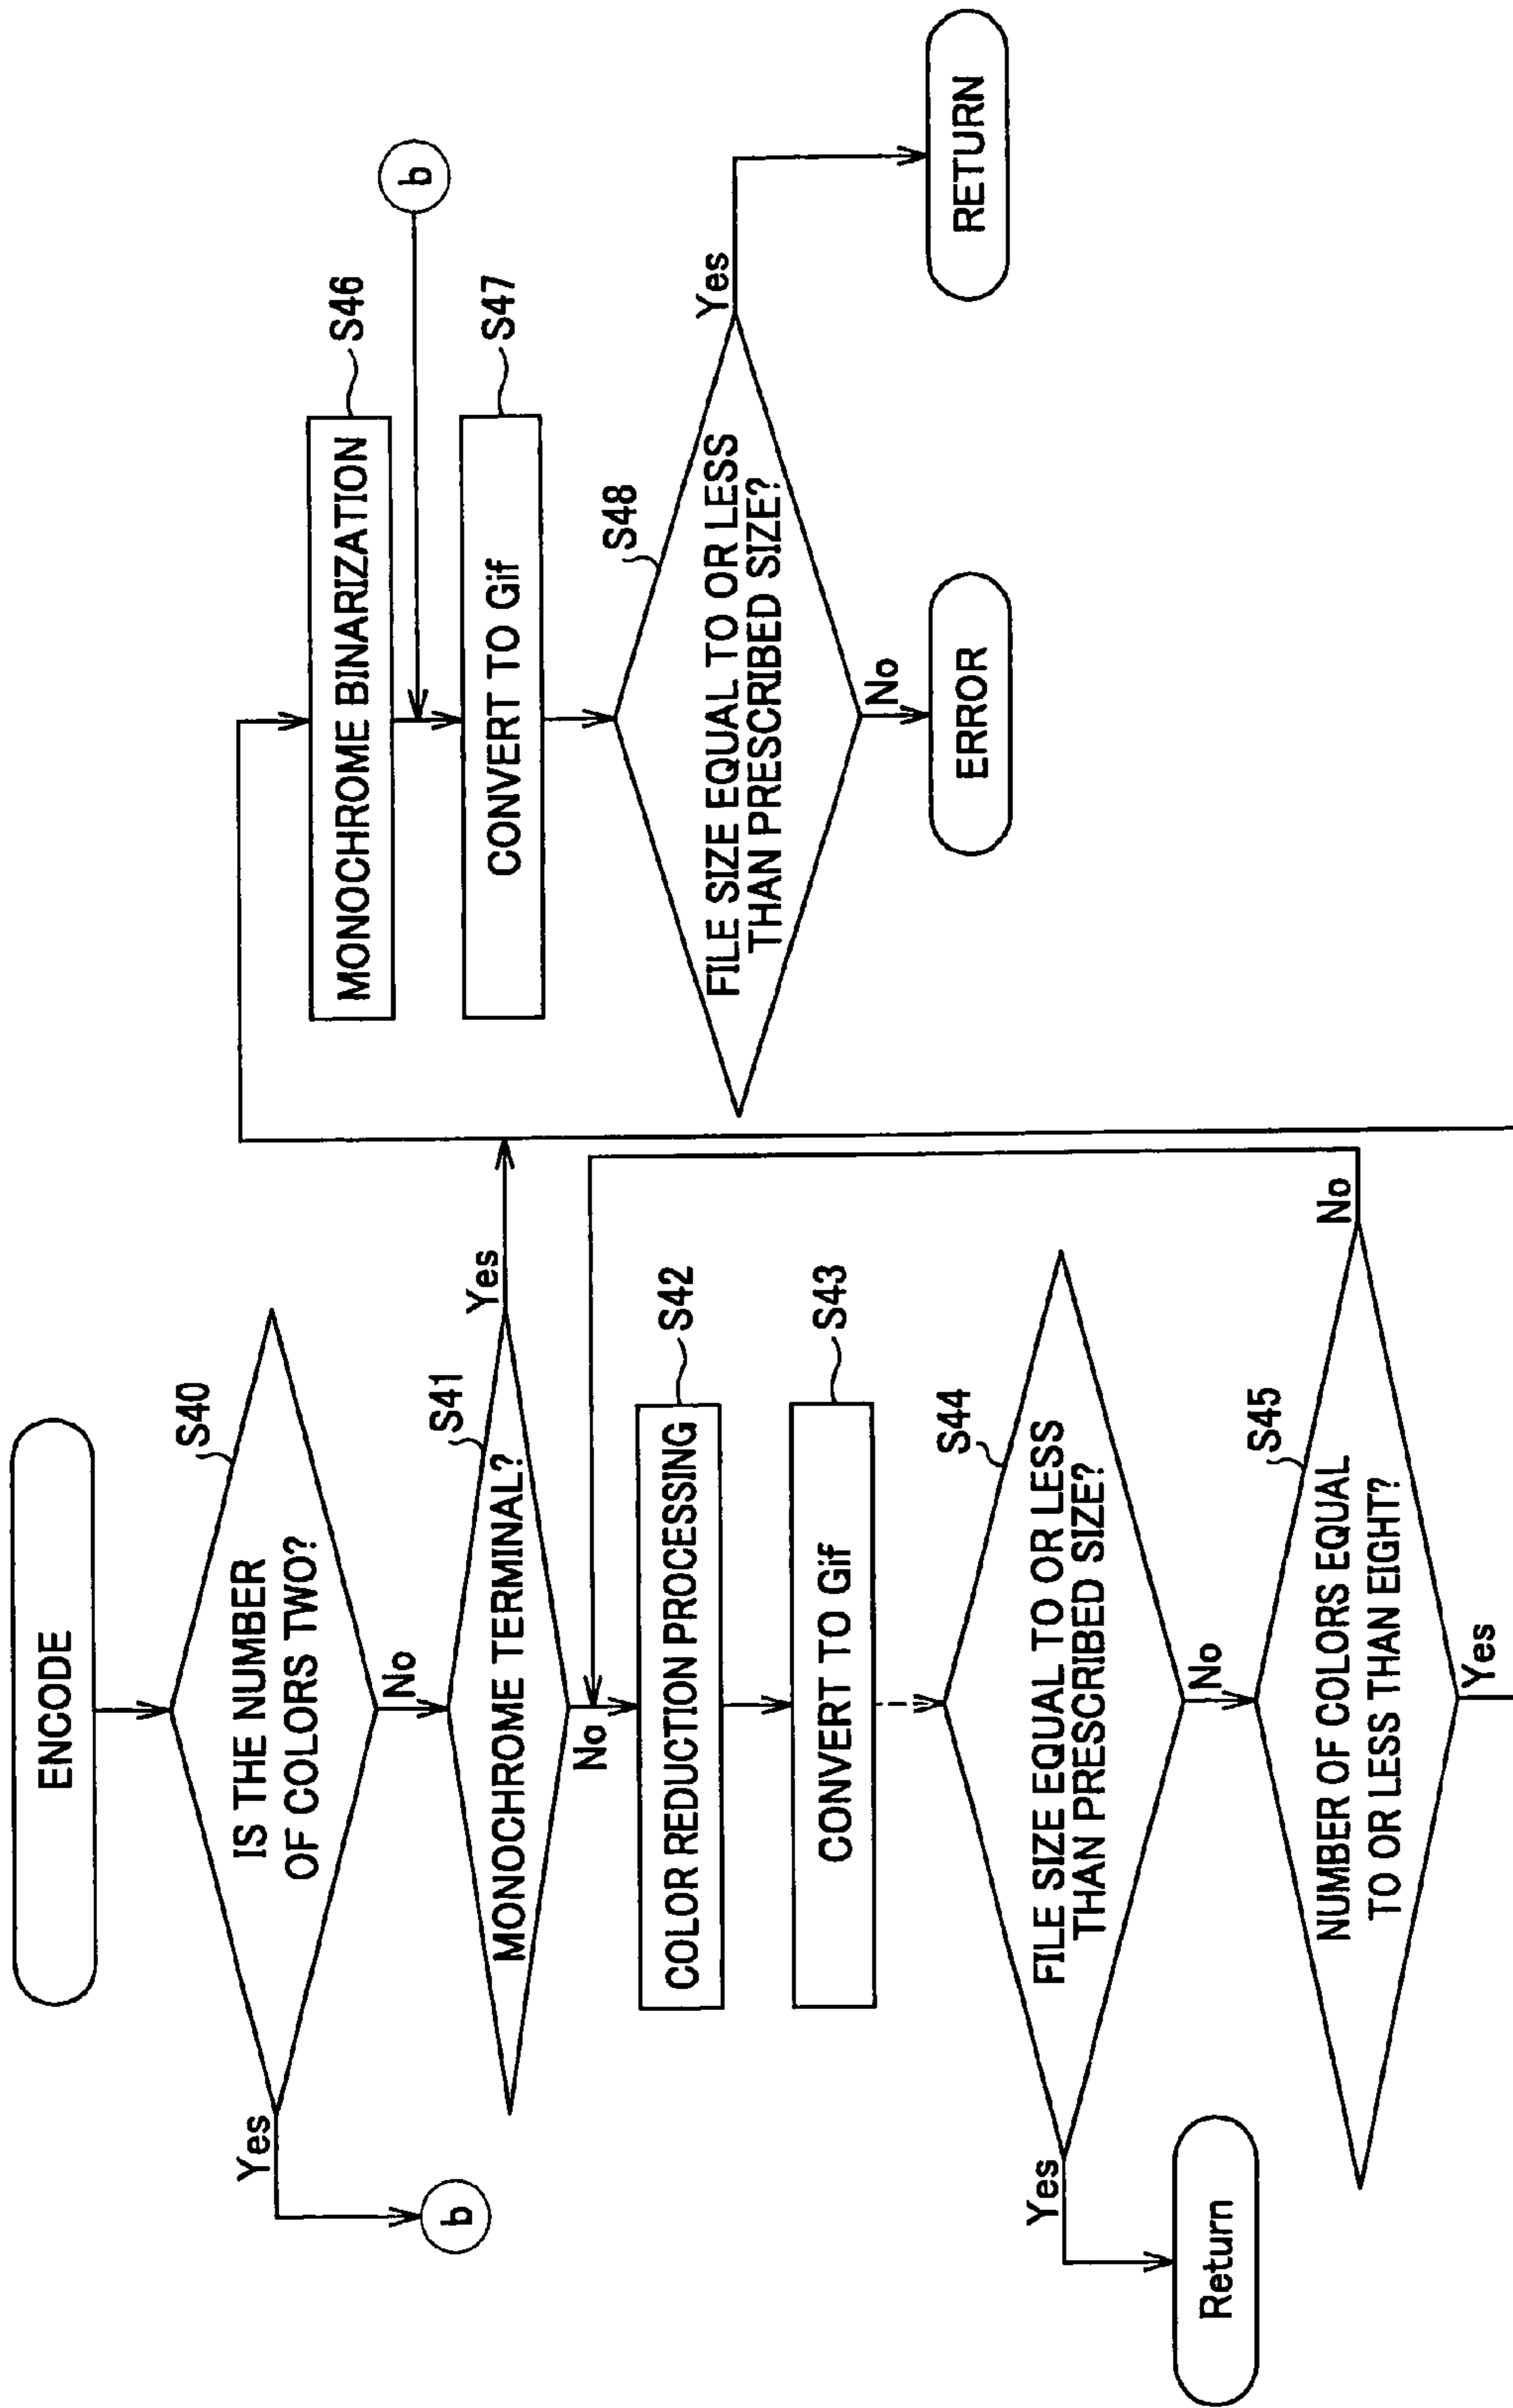 ENCODE
S40
IS THE NUMBER
OF COLORS TWO?
Yes
b
No
S41
MONOCHROME TERMINAL?
Yes
No
S42
COLOR REDUCTION PROCESSING
S43
CONVERT TO Gif
S44
FILE SIZE EQUAL TO OR LESS
THAN PRESCRIBED SIZE?
Yes
Return
No
S45
NUMBER OF COLORS EQUAL
TO OR LESS THAN EIGHT?
No
Yes
S46
MONOCHROME BINARIZATION
b
S47
CONVERT TO Gif
S48
FILE SIZE EQUAL TO OR LESS
THAN PRESCRIBED SIZE?
Yes
RETURN
No
ERROR